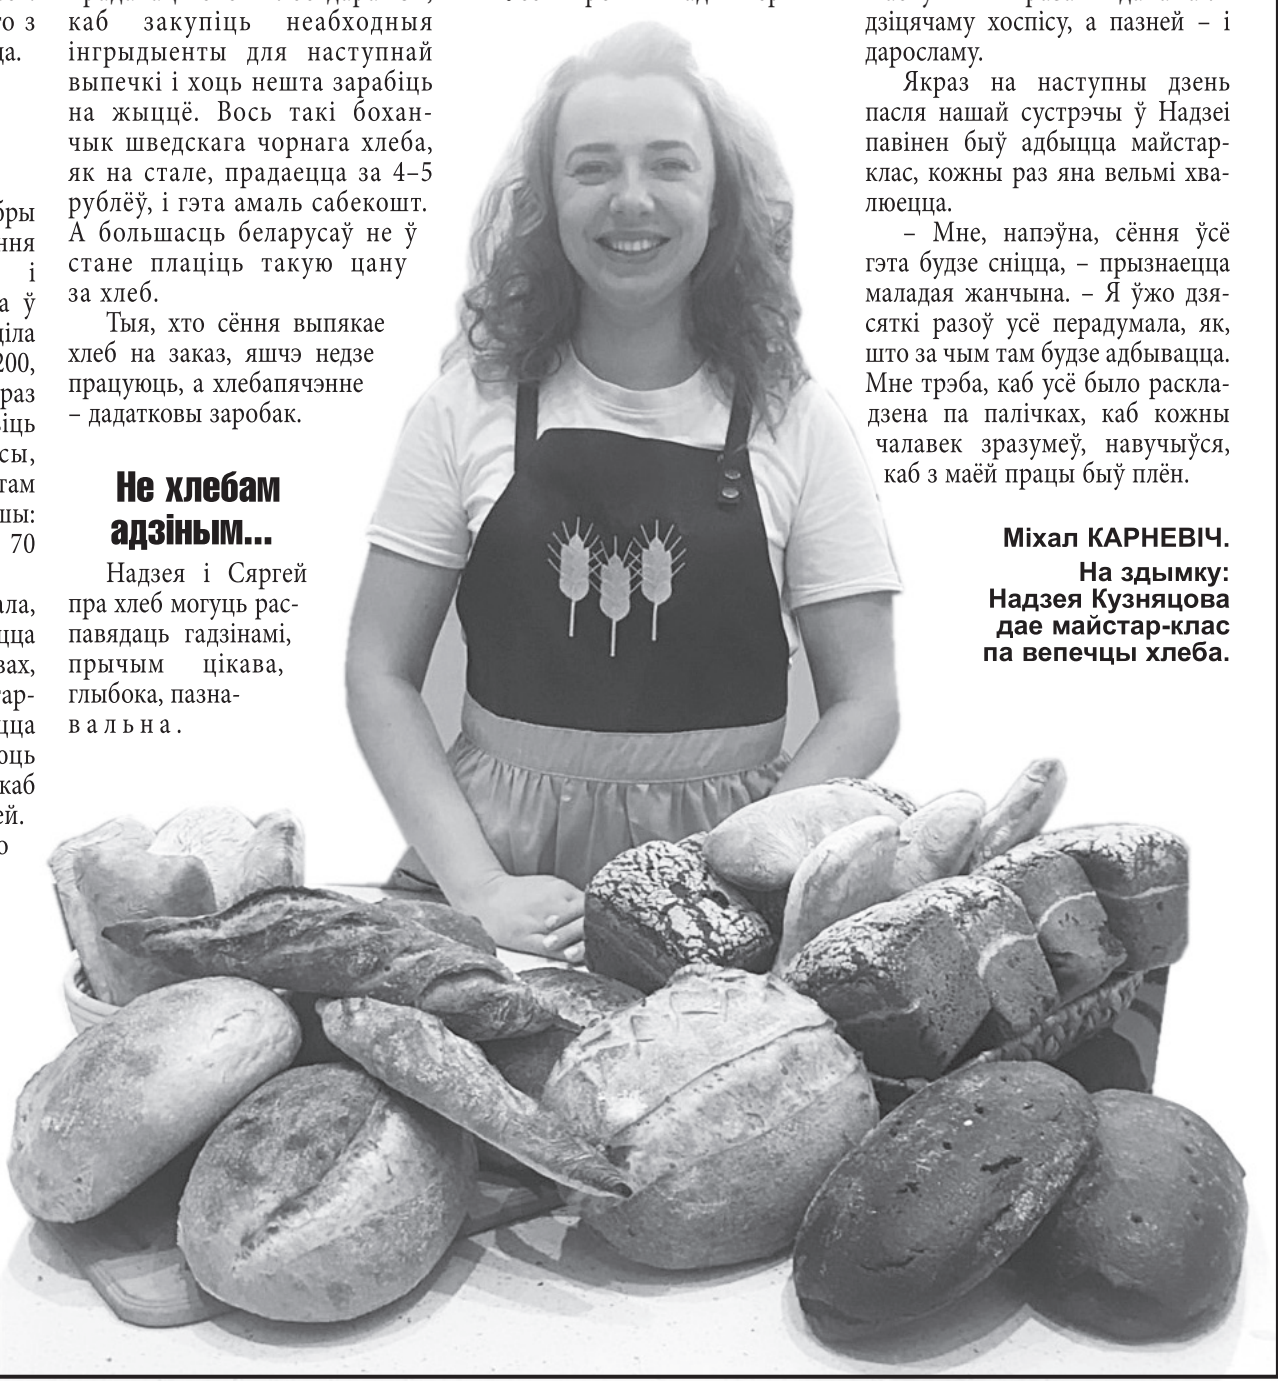 каб закупіць неабходныя
інгрыдыенты для наступнай
выпечкі і хоць нешта зарабіць
на жыццё. Вось такі бохан-
чык шведскага чорнага хлеба,
як на стале, прадаецца за 4–5
рублёў, і гэта амаль сабекошт.
А большасць беларусаў не ў
стане плаціць такую цану
за хлеб.
Тыя, хто сёння выпякае
хлеб на заказ, яшчэ недзе
працуюць, а хлебапячэнне
– дадатковы заробак.
Не хлебам
адзіным...
Надзея і Сяргей
пра хлеб могуць рас-
павядаць гадзінамі,
прычым цікава,
глыбока, пазна-
вальна.
дзіцячаму хоспісу, а пазней – і
даросламу.
Якраз на наступны дзень
пасля нашай сустрэчы ў Надзеі
павінен быў адбыцца майстар-
клас, кожны раз яна вельмі хва-
люецца.
– Мне, напэўна, сёння ўсё
гэта будзе сніцца, – прызнаецца
маладая жанчына. – Я ўжо дзя-
сяткі разоў усё перадумала, як,
што за чым там будзе адбывацца.
Мне трэба, каб усё было раскла-
дзена па палічках, каб кожны
чалавек зразумеў, навучыўся,
каб з маёй працы быў плён.
Міхал КАРНЕВІЧ.
На здымку:
Надзея Кузняцова
дае майстар-клас
па вепечцы хлеба.